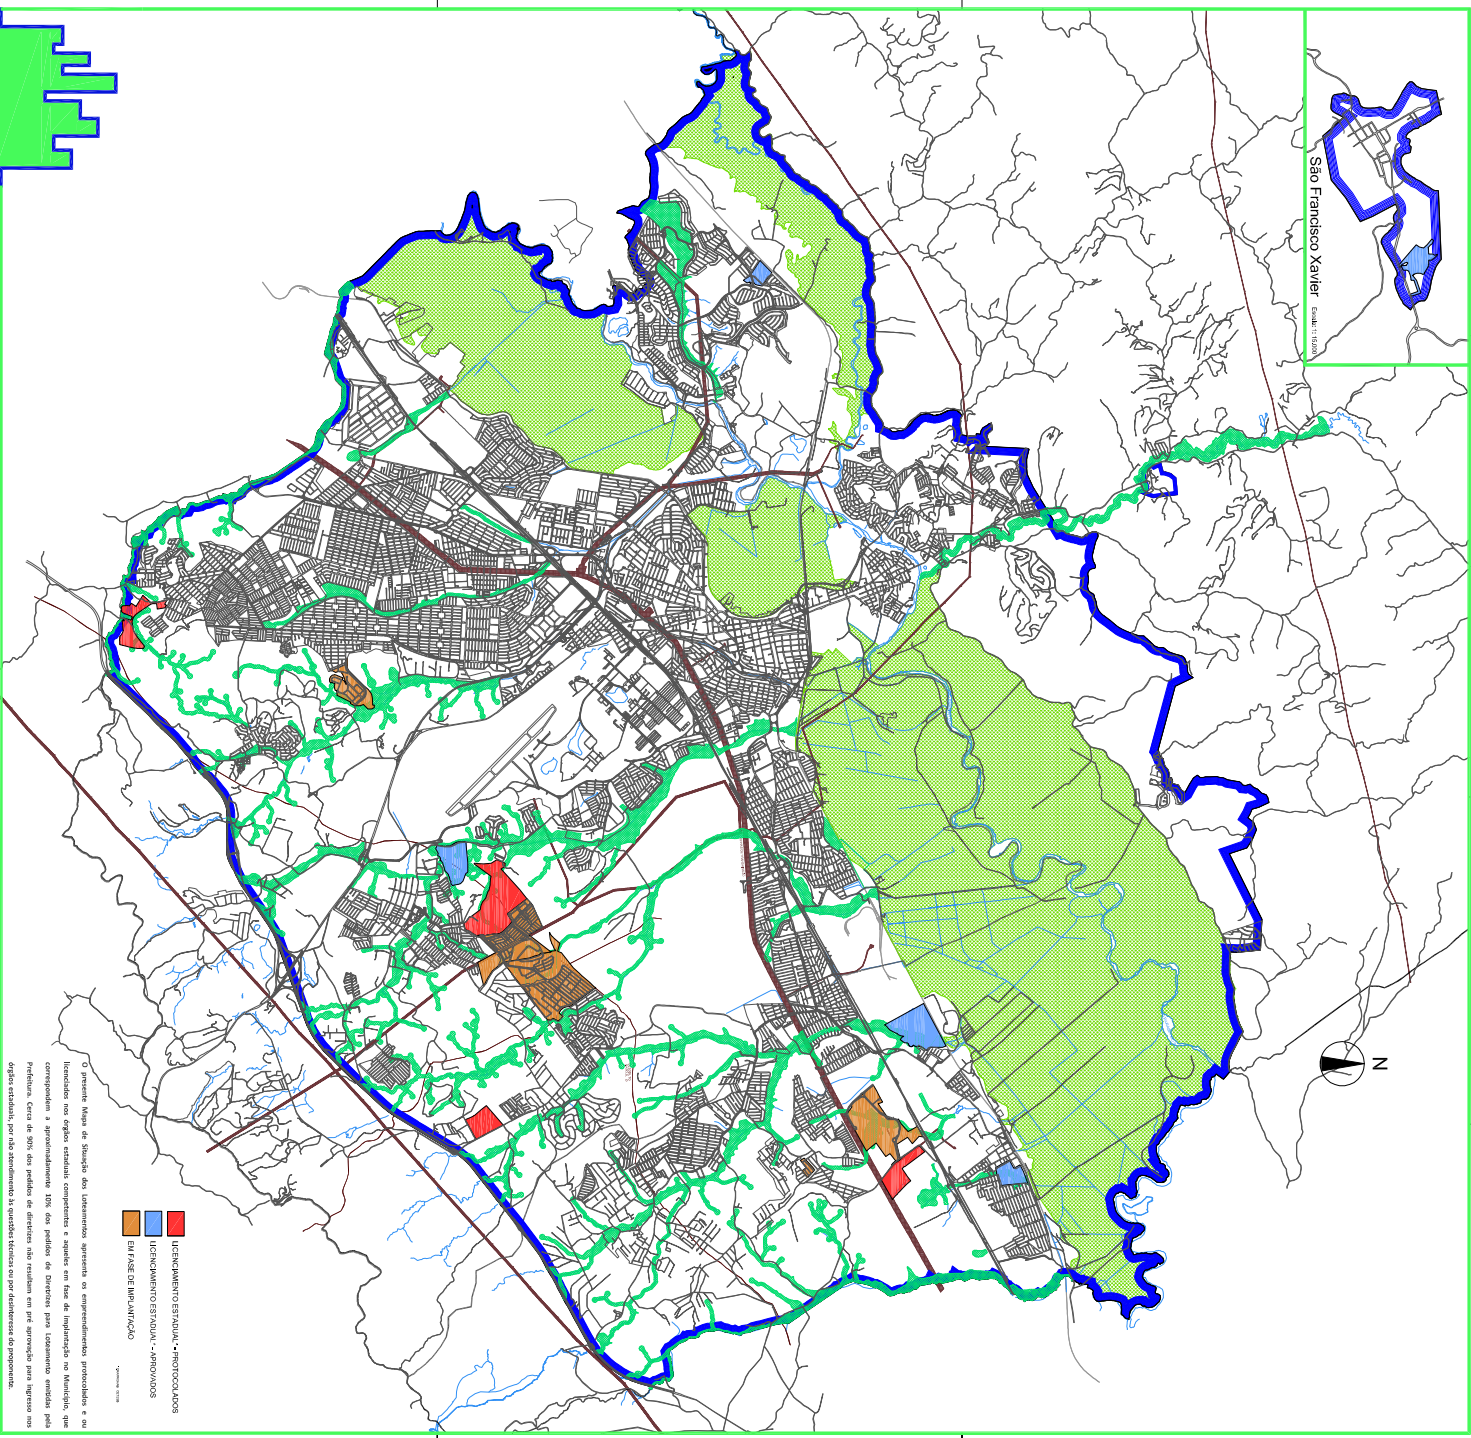 São Francisco Xavier
Escala: 1:15.000
N
O presente Mapa de Situação dos Loteamentos apresenta os empreendimentos protocolados e ou
licenciados nos órgãos estaduais competentes e aqueles em fase de implantação no Município, que
correspondem a aproximadamente 10% dos pedidos de Diretrizes para Loteamento emitidas pela
Prefeitura. Cerca de 90% dos pedidos de diretrizes não resultam em pré aprovação para ingresso nos
órgãos estaduais, por não atendimento às questões técnicas ou por desinteresse do proponente.
LICENCIAMENTO ESTADUAL* - PROTOCOLADOS
LICENCIAMENTO ESTADUAL* - APROVADOS
EM FASE DE IMPLANTAÇÃO